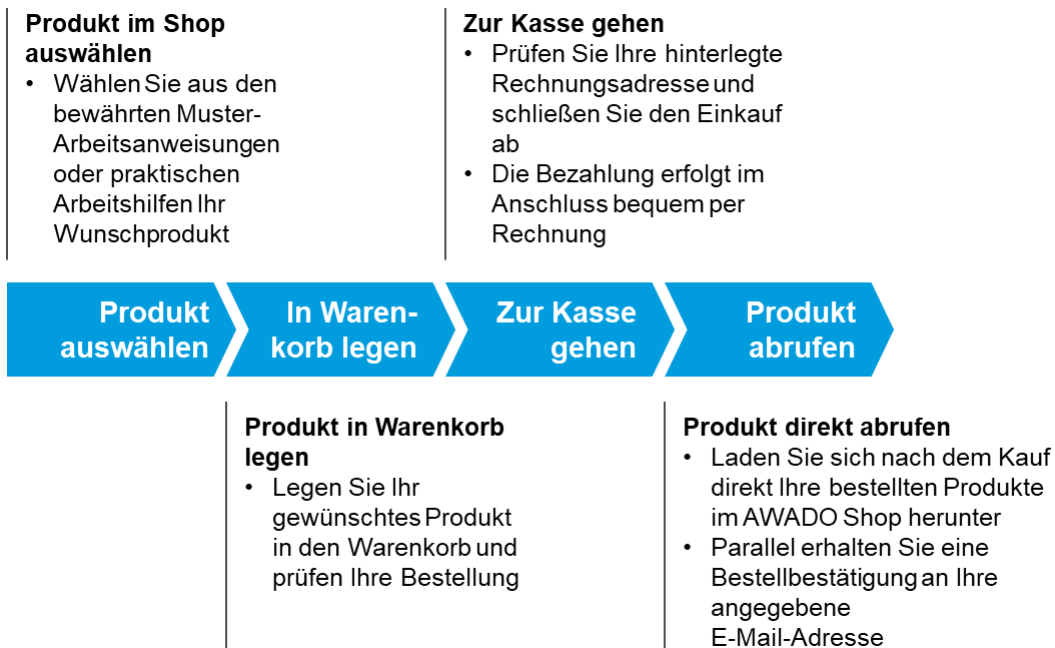 Produkt im Shop
auswählen
• Wählen Sie aus den
bewährten Muster-
Arbeitsanweisungen
oder praktischen
Arbeitshilfen Ihr
Wunschprodukt
Zur Kasse gehen
• Prüfen Sie Ihre hinterlegte
Rechnungsadresse und
schließen Sie den Einkauf
ab
• Die Bezahlung erfolgt im
Anschluss bequem per
Rechnung
Produkt
auswählen
In Waren-
korb legen
Zur Kasse
gehen
Produkt
abrufen
Produkt in Warenkorb
legen
• Legen Sie Ihr
gewünschtes Produkt
in den Warenkorb und
prüfen Ihre Bestellung
Produkt direkt abrufen
• Laden Sie sich nach dem Kauf
direkt Ihre bestellten Produkte
im AWADO Shop herunter
• Parallel erhalten Sie eine
Bestellbestätigung an Ihre
angegebene
E-Mail-Adresse